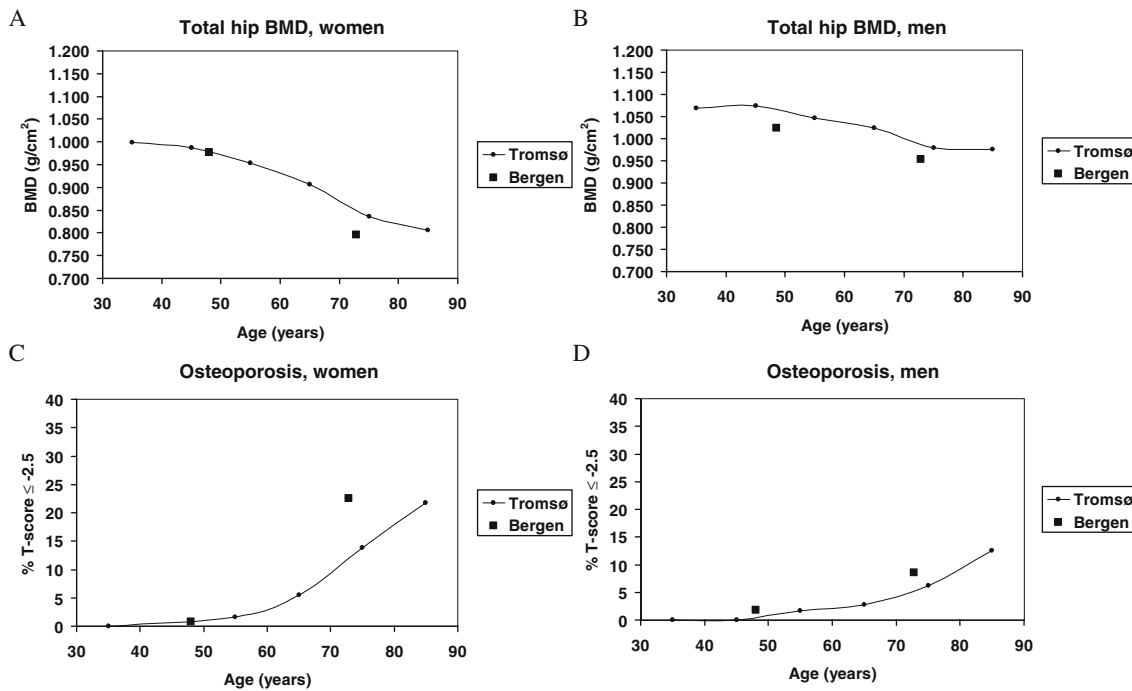 A
Total hip BMD, women
1.200
1.150
1.100
1.050
1.000
0.950
0.900
0.850
0.800
0.750
0.700
BMD (g/cm²)
30 40 50 60 70 80 90
Age (years)
Tromsø
Bergen
B
Total hip BMD, men
1.200
1.150
1.100
1.050
1.000
0.950
0.900
0.850
0.800
0.750
0.700
BMD (g/cm²)
30 40 50 60 70 80 90
Age (years)
Tromsø
Bergen
C
Osteoporosis, women
40
35
30
25
20
15
10
5
0
% T-score ≤ -2.5
30 40 50 60 70 80 90
Age (years)
Tromsø
Bergen
D
Osteoporosis, men
40
35
30
25
20
15
10
5
0
% T-score ≤ -2.5
30 40 50 60 70 80 90
Age (years)
Tromsø
Bergen